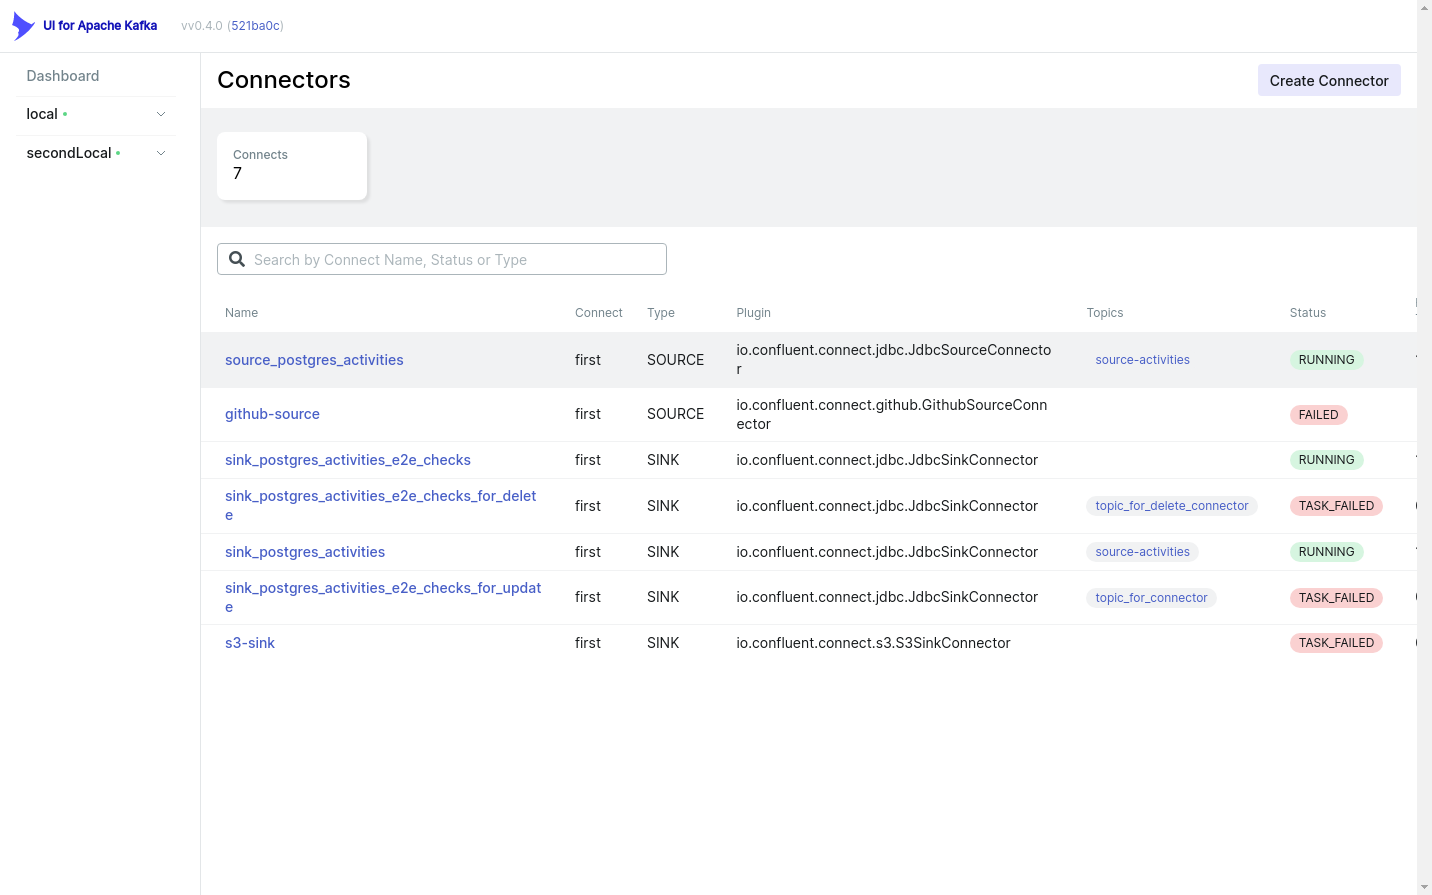 UI for Apache Kafka vv0.4.0 (521ba0c)
Dashboard
local
secondLocal
Connectors
Create Connector
Connects
7
Search by Connect Name, Status or Type
Name Connect Type Plugin Topics Status
source_postgres_activities first SOURCE io.confluent.connect.jdbc.JdbcSourceConnecto
r source-activities RUNNING
github-source first SOURCE io.confluent.connect.github.GithubSourceConn
ector FAILED
sink_postgres_activities_e2e_checks first SINK io.confluent.connect.jdbc.JdbcSinkConnector RUNNING
sink_postgres_activities_e2e_checks_for_delet
e first SINK io.confluent.connect.jdbc.JdbcSinkConnector topic_for_delete_connector TASK_FAILED
sink_postgres_activities first SINK io.confluent.connect.jdbc.JdbcSinkConnector source-activities RUNNING
sink_postgres_activities_e2e_checks_for_updat
e first SINK io.confluent.connect.jdbc.JdbcSinkConnector topic_for_connector TASK_FAILED
s3-sink first SINK io.confluent.connect.s3.S3SinkConnector TASK_FAILED